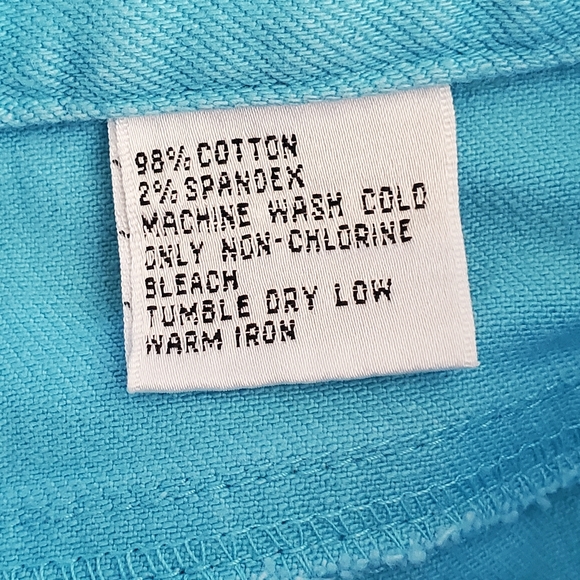 98% COTTON
2% SPANDEX
MACHINE WASH COLD
ONLY NON-CHLORINE
BLEACH
TUMBLE DRY LOW
WARM IRON